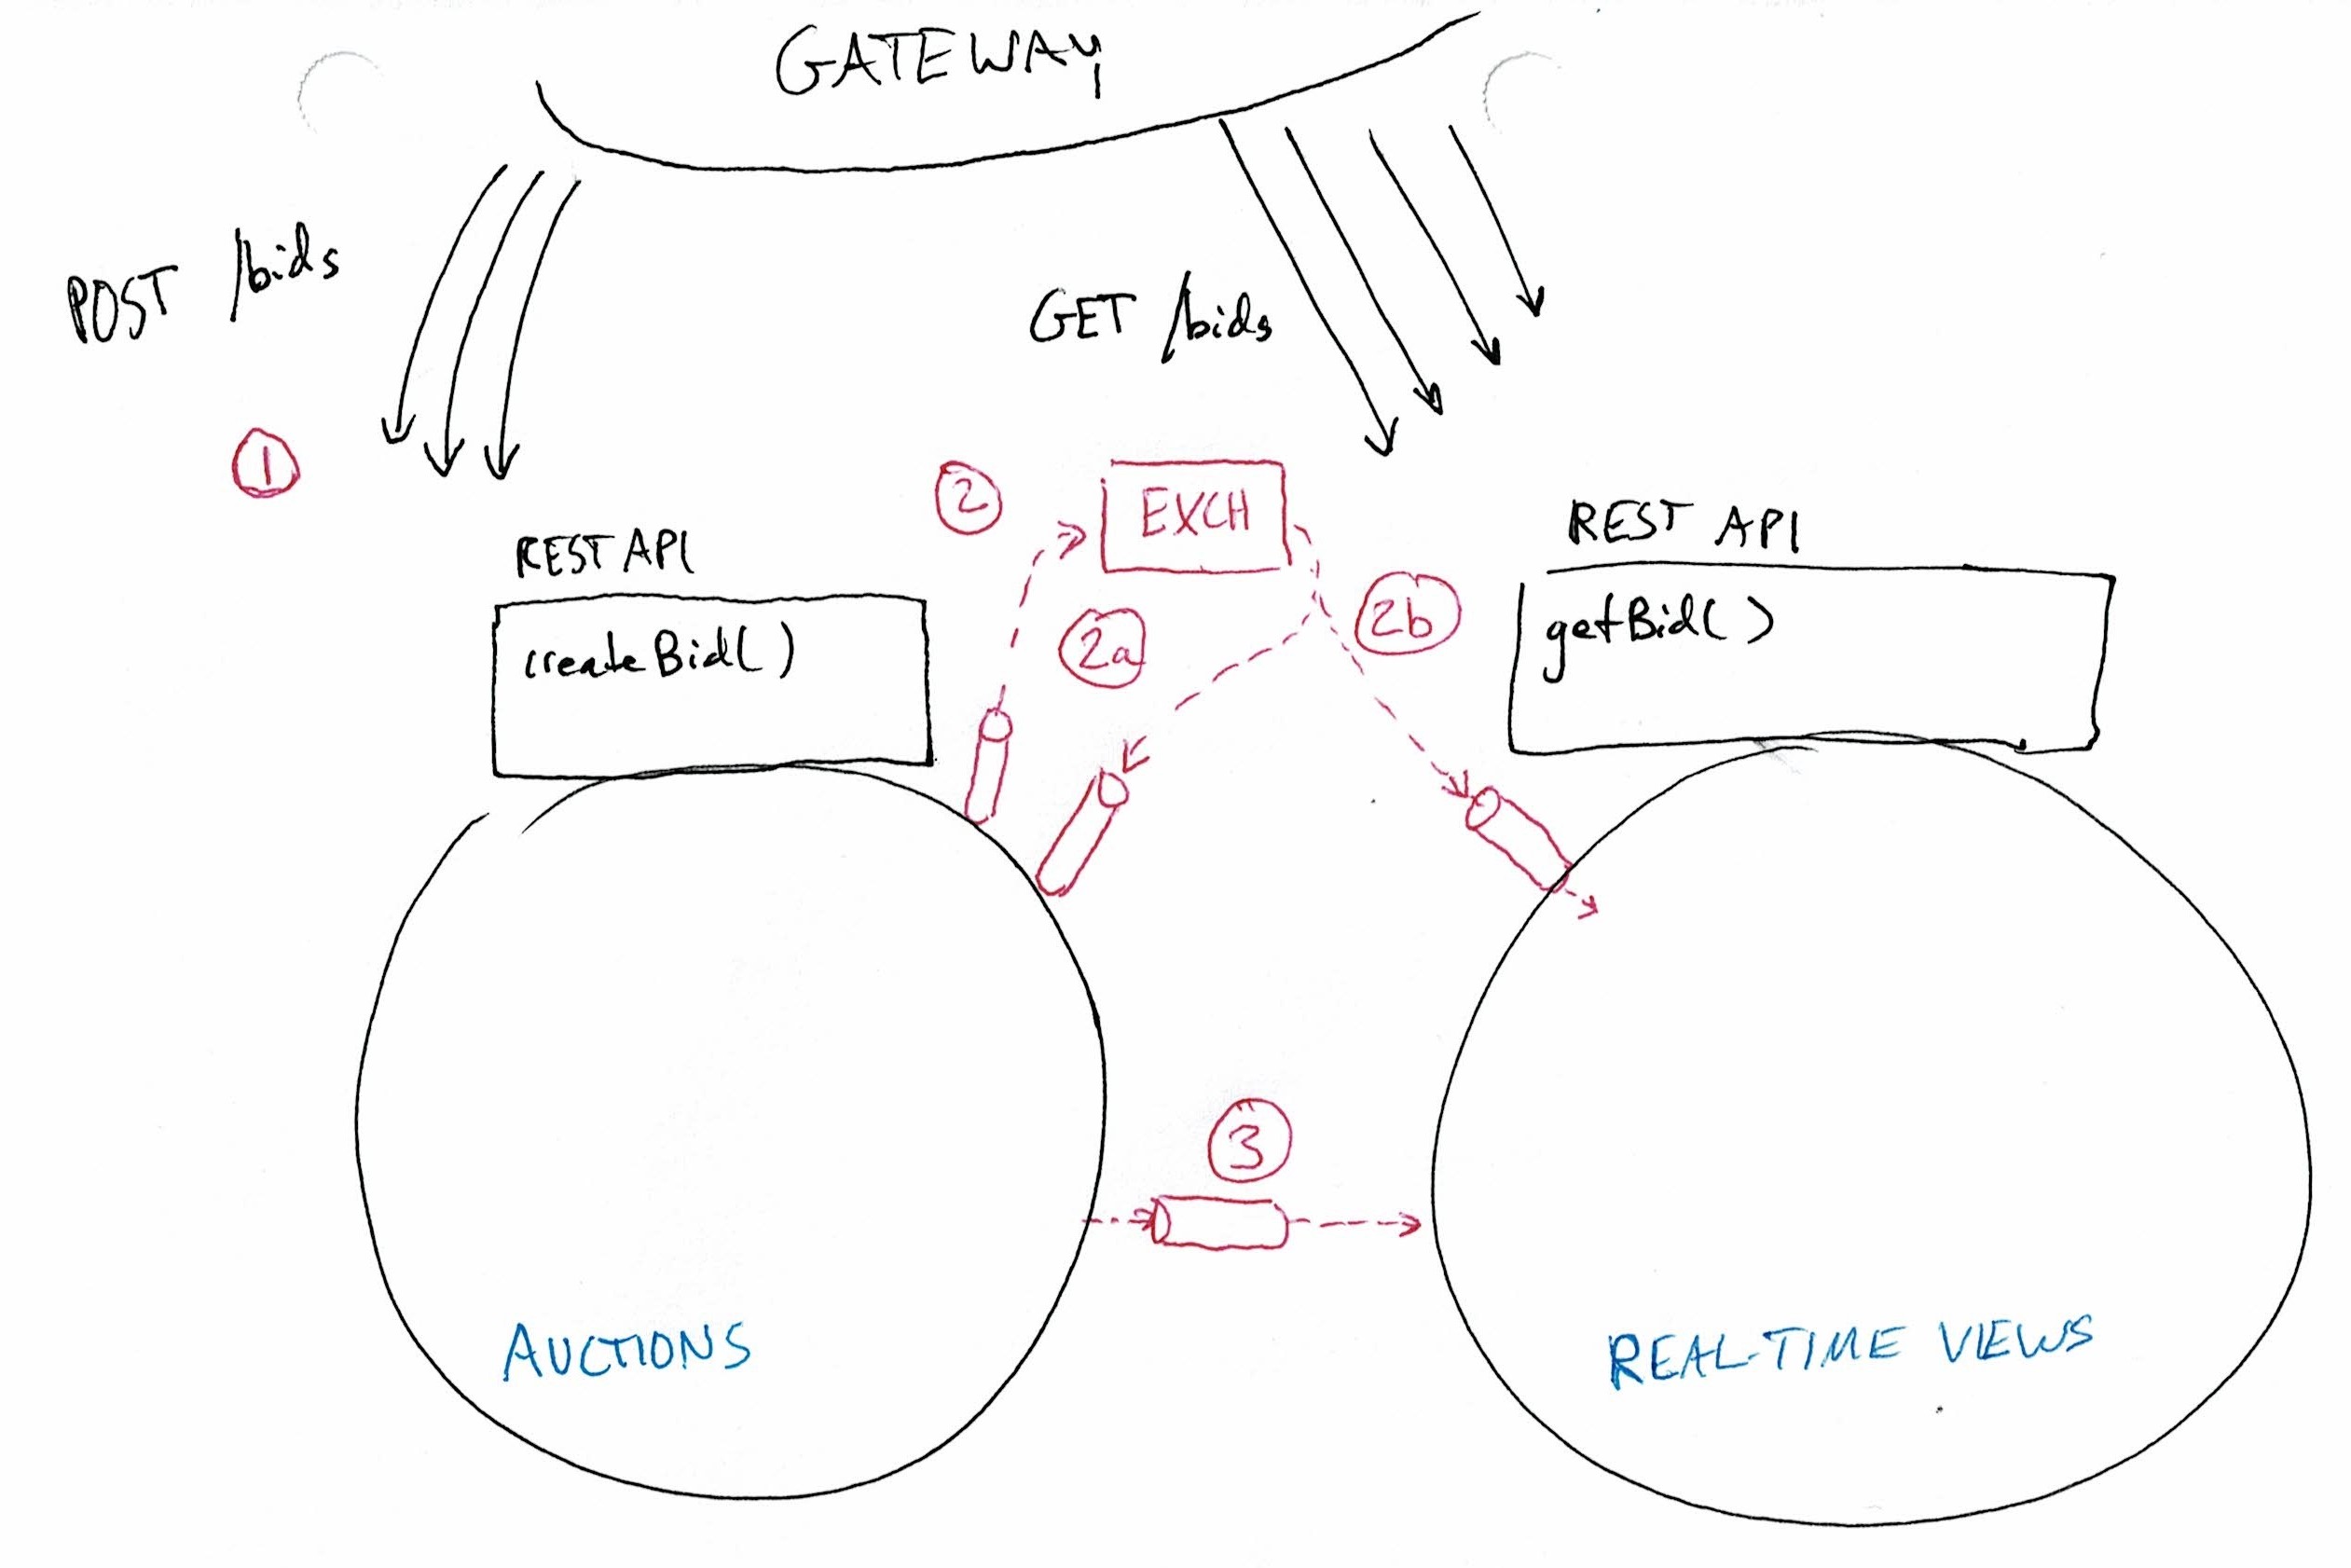 GATEWAY
POST /bids
GET /bids
1
2
EXCH
REST API
REST API
createBid()
2a
2b
getBid()
3
AUCTIONS
REAL-TIME VIEWS